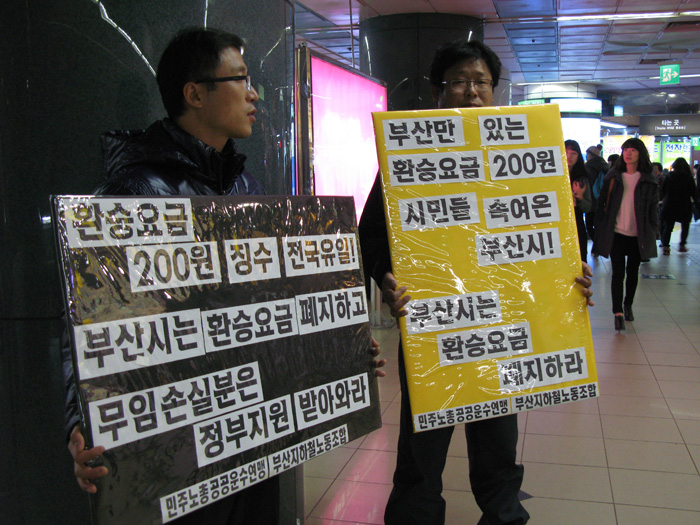 환승요금
200원 징수 전국유일!
부산시는 환승요금 폐지하고
무임손실분은
정부지원 받아와라
민주노총공공운수연맹 부산지하철노동조합
부산만 있는
환승요금 200원
시민들 속여온
부산시!
부산시는
환승요금
폐지하라
민주노총공공운수연맹 부산지하철노동조합
타는 곳